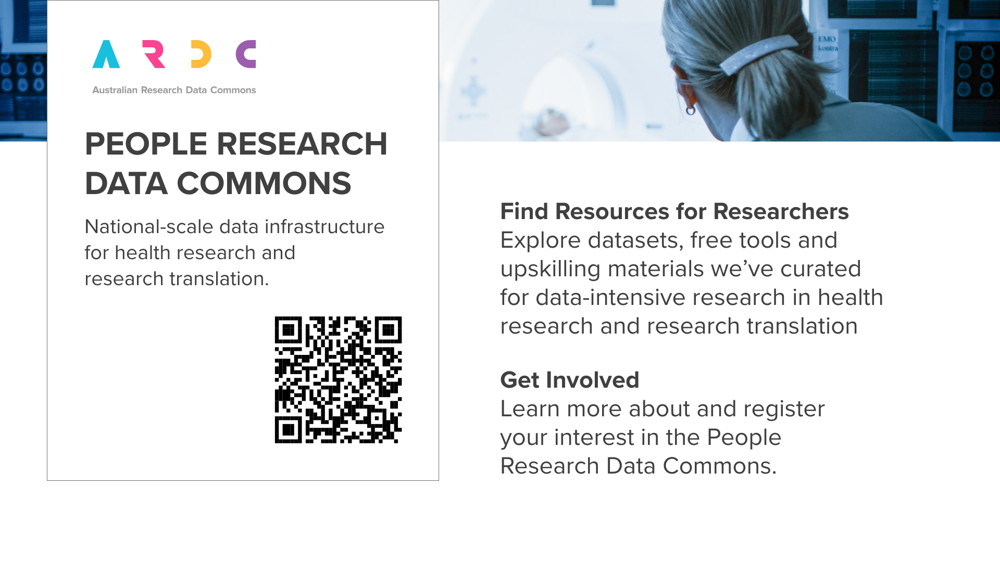 A R D C
Australian Research Data Commons
PEOPLE RESEARCH
DATA COMMONS
National-scale data infrastructure
for health research and
research translation.
EMO
kontra
Find Resources for Researchers
Explore datasets, free tools and
upskilling materials we’ve curated
for data-intensive research in health
research and research translation
Get Involved
Learn more about and register
your interest in the People
Research Data Commons.